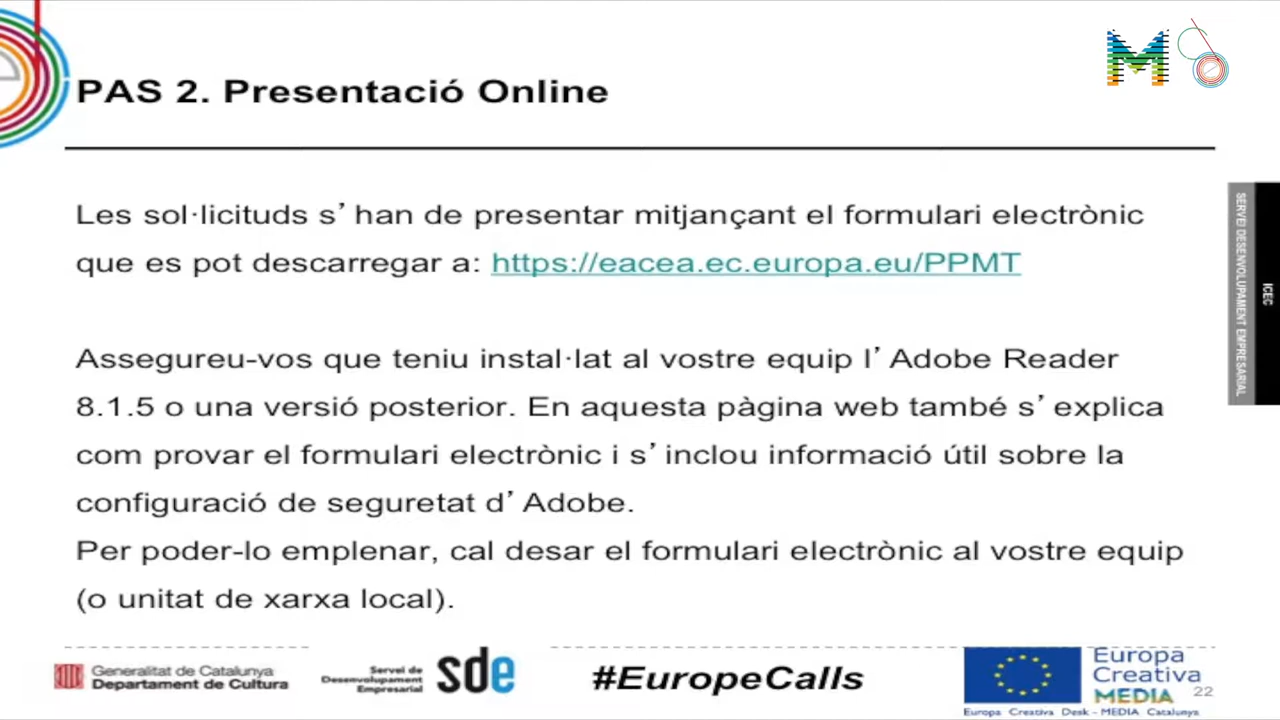 PAS 2. Presentació Online
Les sol·licituds s’ han de presentar mitjançant el formulari electrònic
que es pot descarregar a: https://eacea.ec.europa.eu/PPMT
Assegureu-vos que teniu instal·lat al vostre equip l’ Adobe Reader
8.1.5 o una versió posterior. En aquesta pàgina web també s’ explica
com provar el formulari electrònic i s’ inclou informació útil sobre la
configuració de seguretat d’ Adobe.
Per poder-lo emplenar, cal desar el formulari electrònic al vostre equip
(o unitat de xarxa local).
SERVEI DESENVOLUPAMENT EMPRESARIAL
ICEC
Generalitat de Catalunya
Departament de Cultura
Servei de
Desenvolupament
Empresarial
sde
#EuropeCalls
Europa
Creativa
MEDIA
22
Europa Creativa Desk - MEDIA Catalunya
M